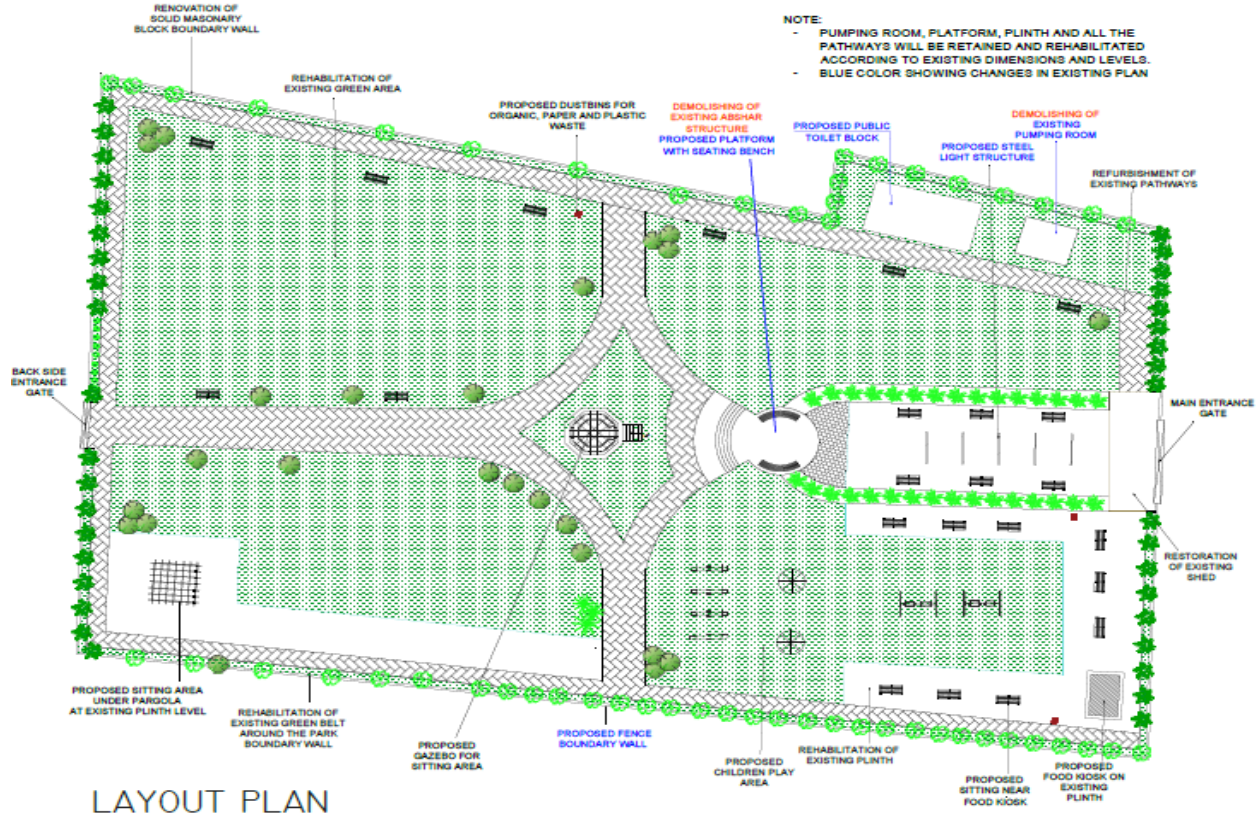 RENOVATION OF
SOLID MASONARY
BLOCK BOUNDARY WALL
NOTE:
- PUMPING ROOM, PLATFORM, PLINTH AND ALL THE
PATHWAYS WILL BE RETAINED AND REHABILITATED
ACCORDING TO EXISTING DIMENSIONS AND LEVELS.
- BLUE COLOR SHOWING CHANGES IN EXISTING PLAN
REHABILITATION OF
EXISTING GREEN AREA
PROPOSED DUSTBINS FOR
ORGANIC, PAPER AND PLASTIC
WASTE
DEMOLISHING OF
EXISTING ABSHAR
STRUCTURE
PROPOSED PLATFORM
WITH SEATING BENCH
PROPOSED PUBLIC
TOILET BLOCK
PROPOSED STEEL
LIGHT STRUCTURE
DEMOLISHING OF
EXISTING
PUMPING ROOM
REFURBISHMENT OF
EXISTING PATHWAYS
BACK SIDE
ENTRANCE
GATE
MAIN ENTRANCE
GATE
RESTORATION
OF EXISTING
SHED
PROPOSED SITTING AREA
UNDER PARGOLA
AT EXISTING PLINTH LEVEL
REHABILITATION OF
EXISTING GREEN BELT
AROUND THE PARK
BOUNDARY WALL
PROPOSED
GAZEBO FOR
SITTING AREA
PROPOSED FENCE
BOUNDARY WALL
PROPOSED
CHILDREN PLAY
AREA
REHABILITATION OF
EXISTING PLINTH
PROPOSED
SITTING NEAR
FOOD KIOSK
PROPOSED
FOOD KIOSK ON
EXISTING
PLINTH
LAYOUT PLAN